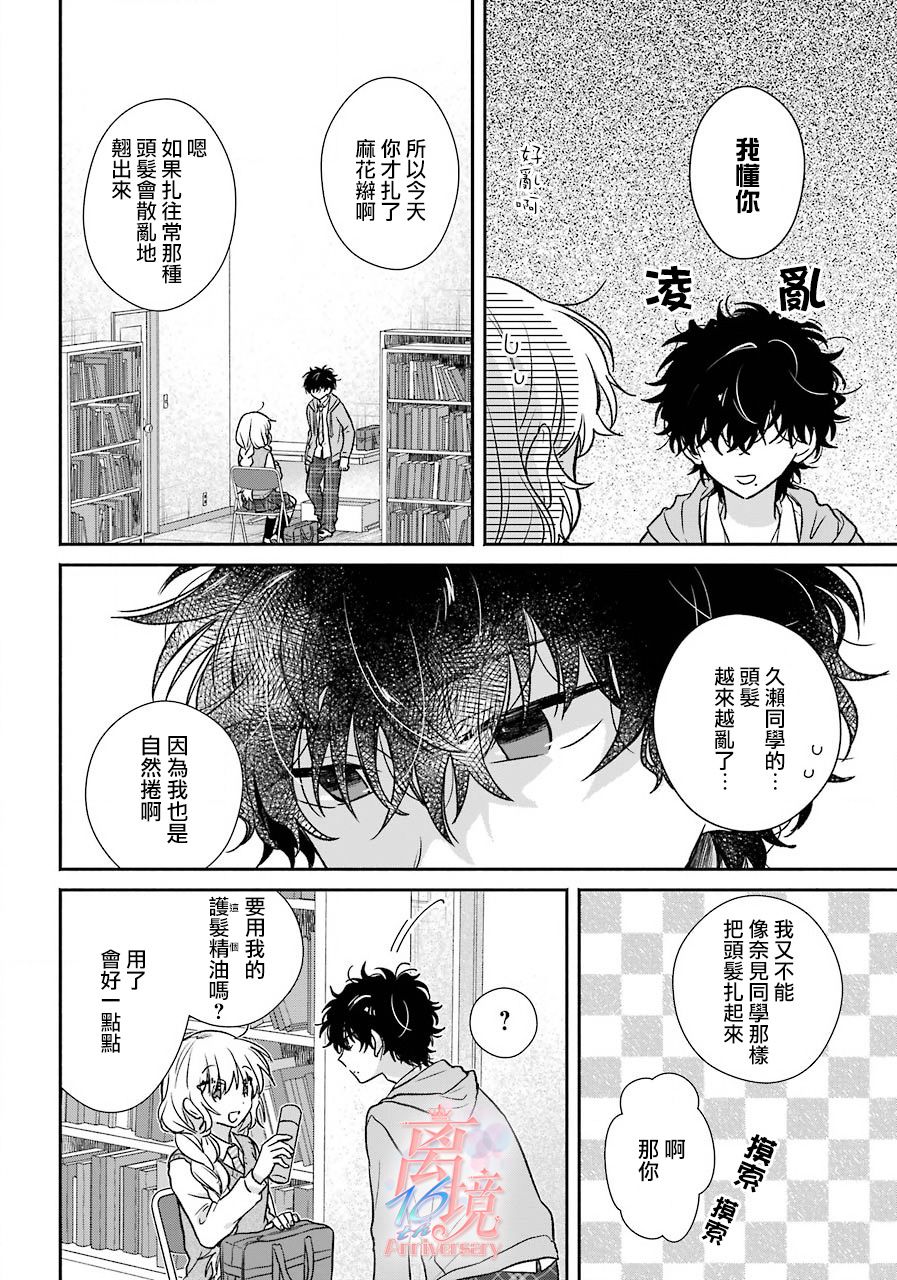 我懂你
好亂啊
凌亂
所以今天
你才扎了
麻花辮啊
嗯
如果扎往常那種
頭髮會散亂地
翹出來
久瀨同學的…
頭髮
越來越亂了…
因為我也是
自然捲啊
我又不能
像奈見同學那樣
把頭髮扎起來
啊
那你
摸索
摸索
?
要用我的
這個
護髮精油嗎?
用了
會好一點點
離境
16th
Anniversary